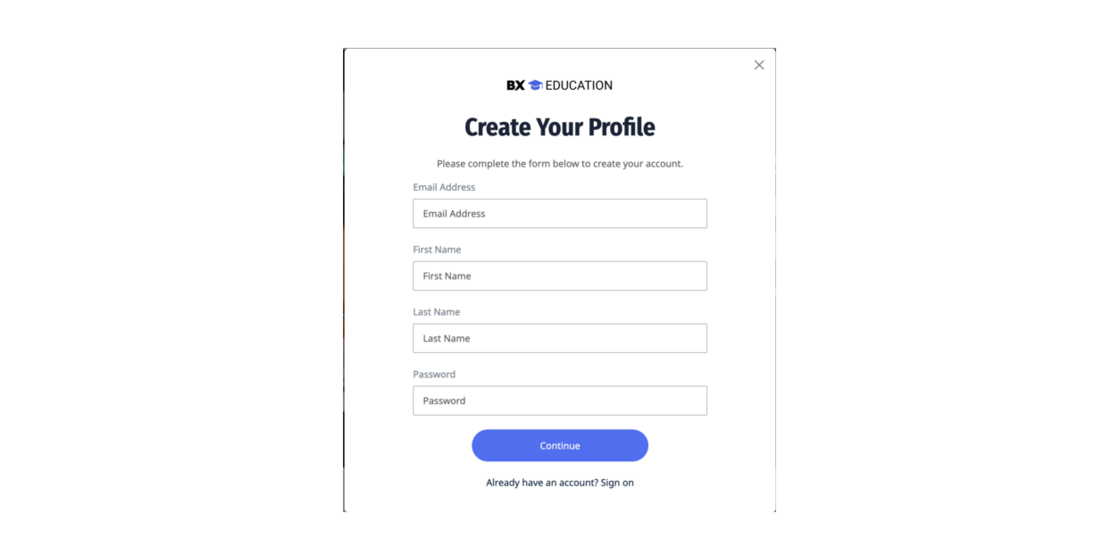 BX EDUCATION
Create Your Profile
Please complete the form below to create your account.
Email Address
Email Address
First Name
First Name
Last Name
Last Name
Password
Password
Continue
Already have an account? Sign on